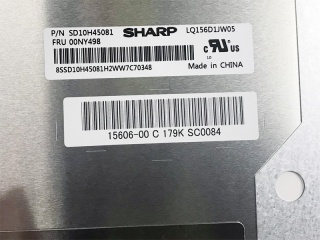 P/N SD10H45081 SHARP LQ156D1JW05
FRU 00NY498
8SSD10H45081H2WW7C70348 Made in CHINA
15606-00 C 179K SC0084